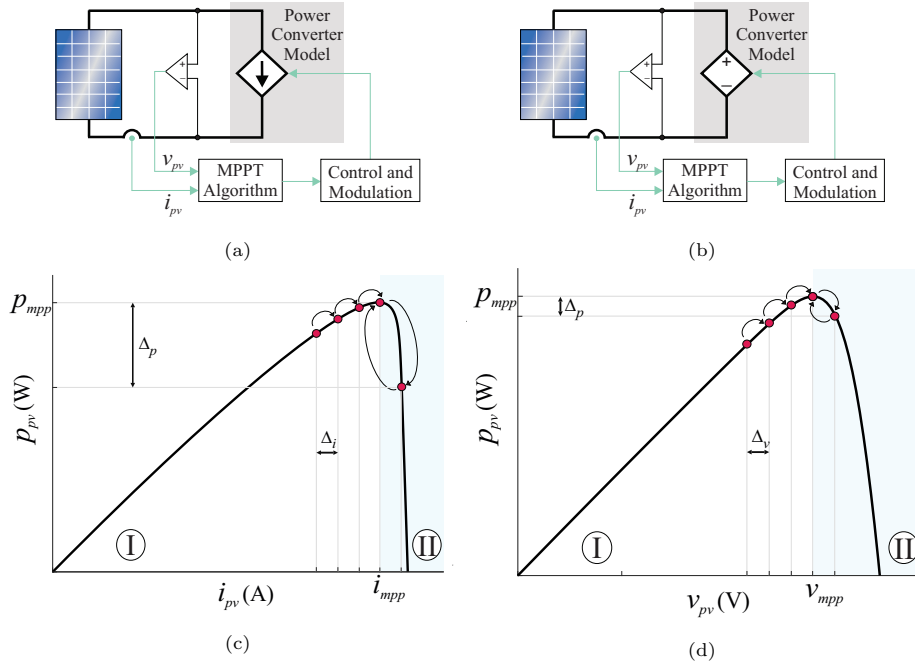 Power
Converter
Model
+
−
v_pv
i_pv
MPPT
Algorithm
Control and
Modulation
(a)
Power
Converter
Model
+
−
+
−
v_pv
i_pv
MPPT
Algorithm
Control and
Modulation
(b)
p_mpp
Δ_p
p_pv (W)
Δ_i
I
II
i_pv (A)
i_mpp
(c)
p_mpp
Δ_p
p_pv (W)
Δ_v
I
II
v_pv (V)
v_mpp
(d)